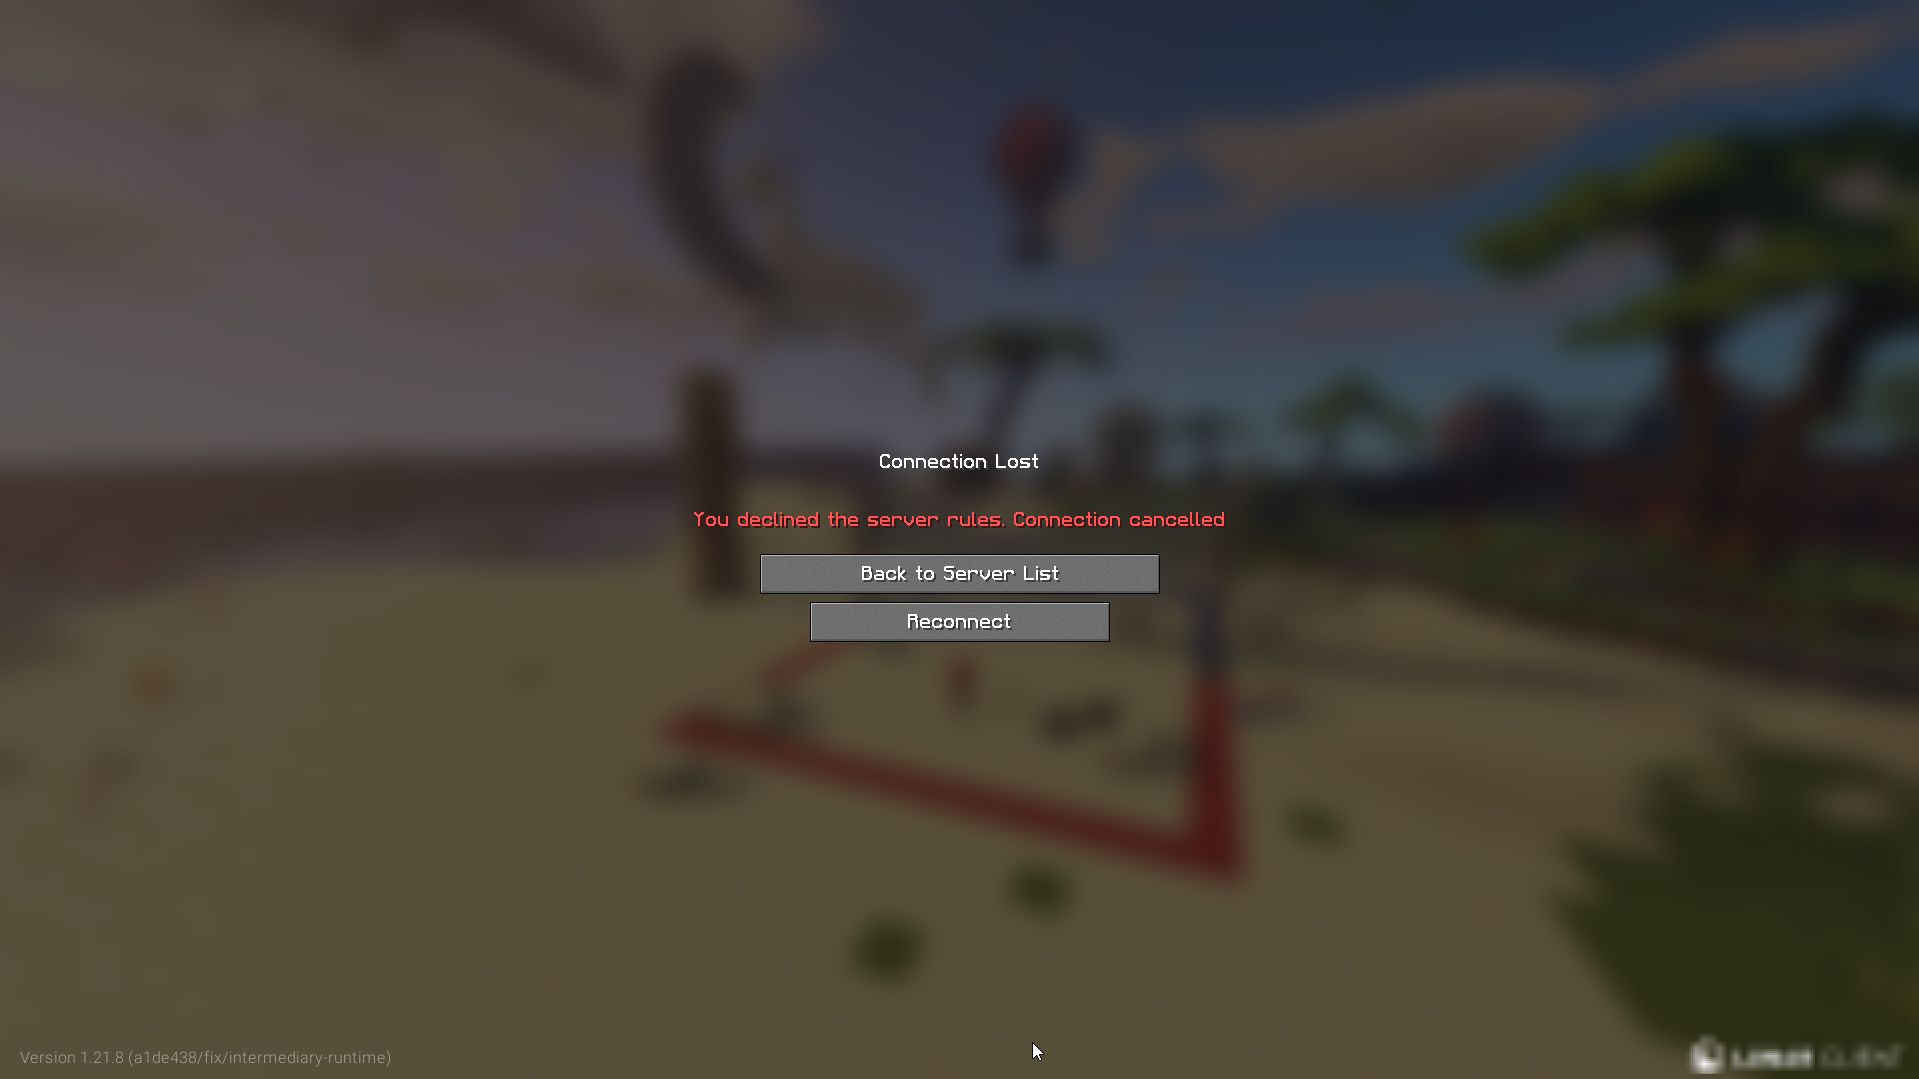 Connection Lost
You declined the server rules. Connection cancelled
Back to Server List
Reconnect
Version 1.21.8 (a1de438/fix/intermediary-runtime)
CLIENT